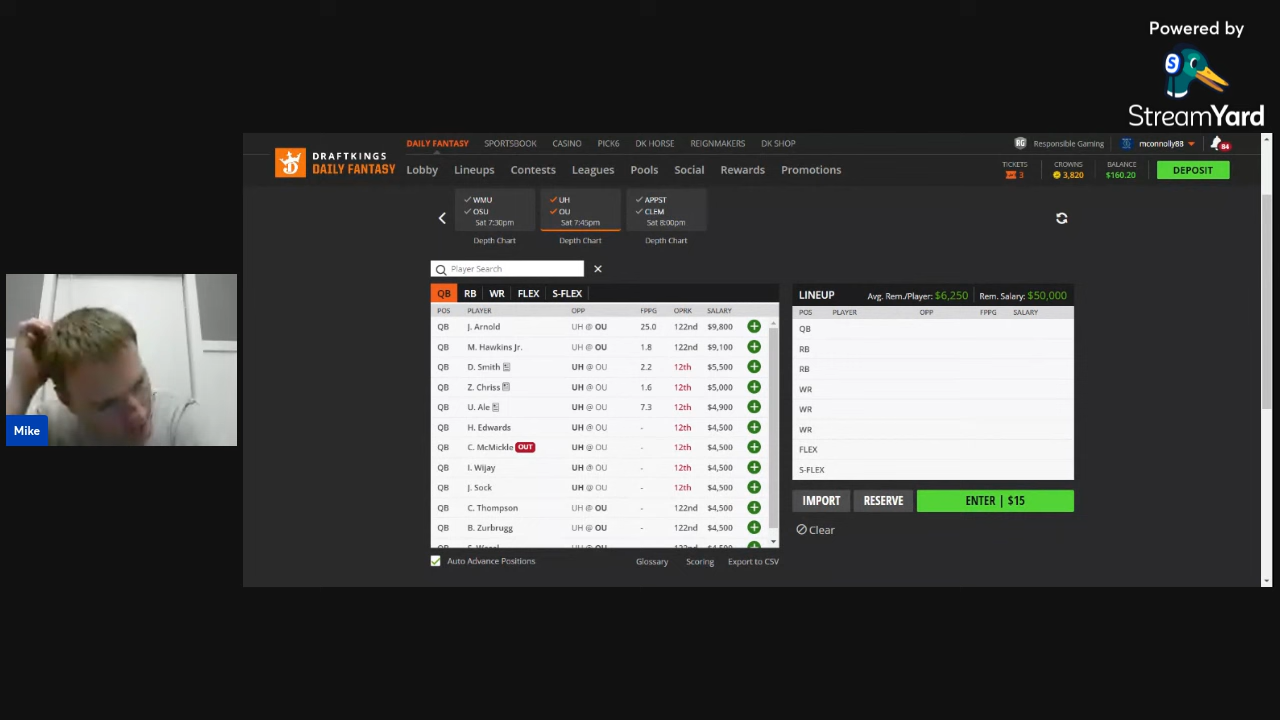 Powered by
StreamYard
DRAFTKINGS
DAILY FANTASY
DAILY FANTASY SPORTSBOOK CASINO PICK6 DK HORSE REIGNMAKERS DK SHOP
RG Responsible Gaming mconnolly88 84
Lobby Lineups Contests Leagues Pools Social Rewards Promotions
TICKETS CROWNS BALANCE
3 3,820 $160.20
DEPOSIT
WMU UH APPST
OSU OU CLEM
Sat 7:30pm Sat 7:45pm Sat 8:00pm
Depth Chart Depth Chart Depth Chart
Player Search
QB RB WR FLEX S-FLEX
POS PLAYER OPP FPPG OPRK SALARY
QB J. Arnold UH @ OU 25.0 122nd $9,800
QB M. Hawkins Jr. UH @ OU 1.8 122nd $9,100
QB D. Smith UH @ OU 2.2 12th $5,500
QB Z. Chriss UH @ OU 1.6 12th $5,000
QB U. Ale UH @ OU 7.3 12th $4,900
QB H. Edwards UH @ OU - 12th $4,500
QB C. McMickle OUT UH @ OU - 12th $4,500
QB I. Wijay UH @ OU - 12th $4,500
QB J. Sock UH @ OU - 12th $4,500
QB C. Thompson UH @ OU - 122nd $4,500
QB B. Zurbrugg UH @ OU - 122nd $4,500
Auto Advance Positions Glossary Scoring Export to CSV
LINEUP Avg. Rem./Player: $6,250 Rem. Salary: $50,000
POS PLAYER OPP FPPG SALARY
QB
RB
RB
WR
WR
WR
FLEX
S-FLEX
IMPORT RESERVE ENTER | $15
Clear
Mike